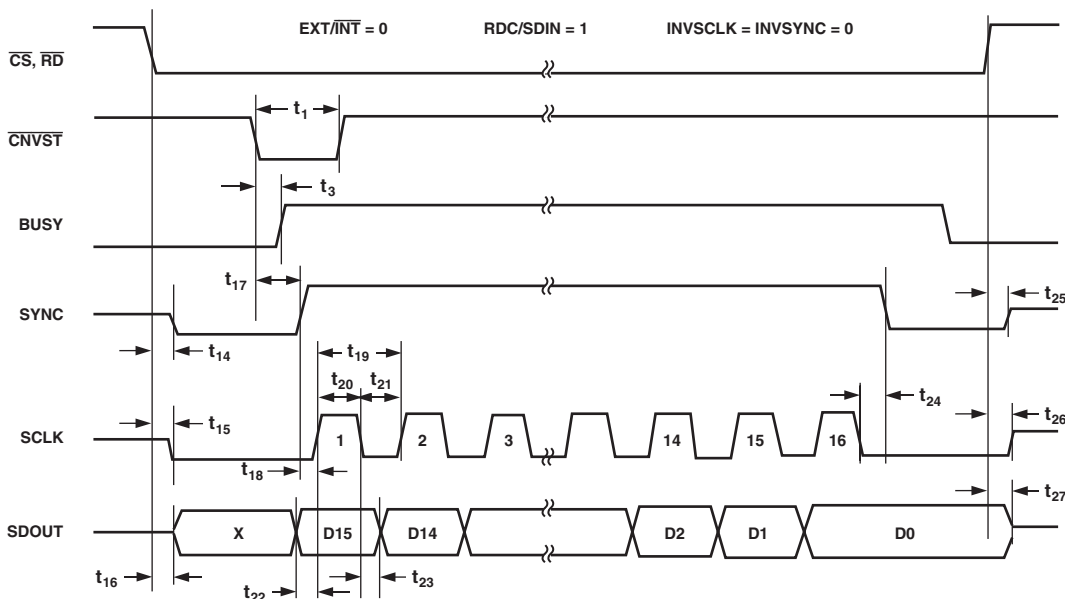 EXT/INT = 0 RDC/SDIN = 1 INVSCLK = INVSYNC = 0
CS, RD
t1
CNVST
t3
BUSY
t17
SYNC
t25
t14
t19
t20 t21
t24
t15
SCLK
1 2 3 14 15 16
t26
t18
t27
SDOUT
X D15 D14 D2 D1 D0
t16
t22
t23